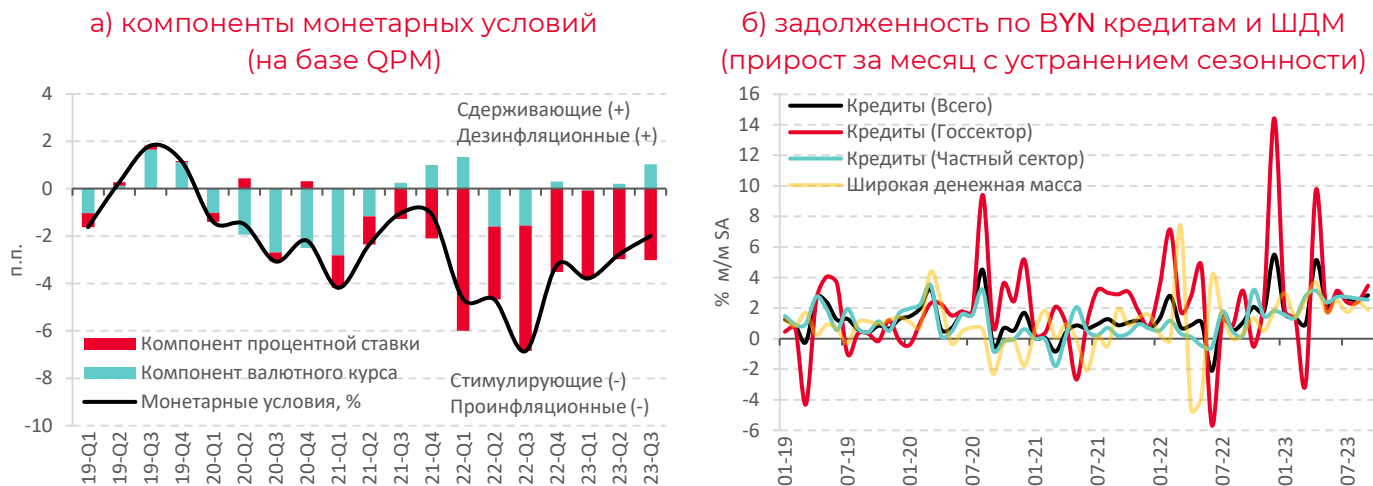 а) компоненты монетарных условий
(на базе QPM)
п.п.
4
2
0
-2
-4
-6
-8
-10
Сдерживающие (+)
Дезинфляционные (+)
Компонент процентной ставки
Компонент валютного курса
Монетарные условия, %
Стимулирующие (-)
Проинфляционные (-)
19-Q1
19-Q2
19-Q3
19-Q4
20-Q1
20-Q2
20-Q3
20-Q4
21-Q1
21-Q2
21-Q3
21-Q4
22-Q1
22-Q2
22-Q3
22-Q4
23-Q1
23-Q2
23-Q3
б) задолженность по BYN кредитам и ШДМ
(прирост за месяц с устранением сезонности)
% м/м SA
16
14
12
10
8
6
4
2
0
-2
-4
-6
Кредиты (Всего)
Кредиты (Госсектор)
Кредиты (Частный сектор)
Широкая денежная масса
01-19
07-19
01-20
07-20
01-21
07-21
01-22
07-22
01-23
07-23